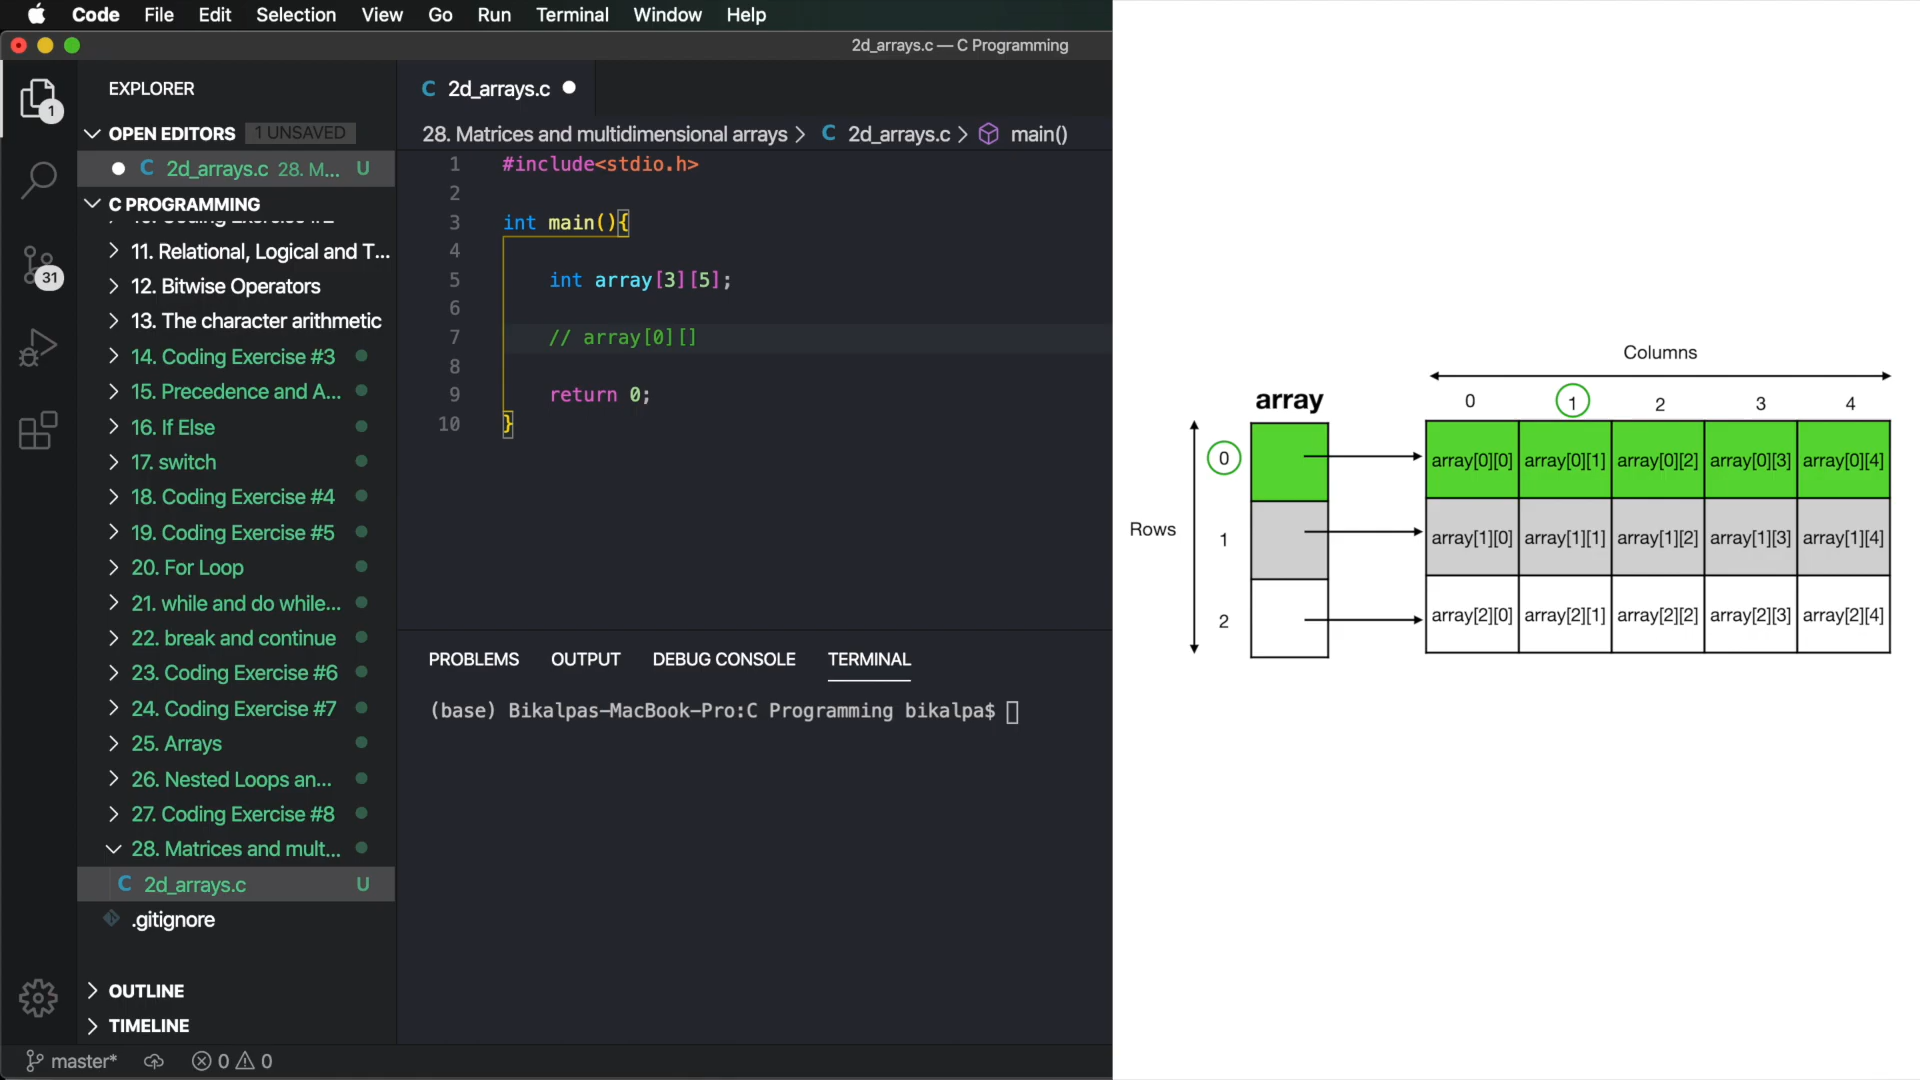 Code File Edit Selection View Go Run Terminal Window Help
2d_arrays.c — C Programming
1
EXPLORER
OPEN EDITORS 1 UNSAVED
2d_arrays.c 28. M... U
C PROGRAMMING
11. Relational, Logical and T...
12. Bitwise Operators
13. The character arithmetic
14. Coding Exercise #3
15. Precedence and A...
16. If Else
17. switch
18. Coding Exercise #4
19. Coding Exercise #5
20. For Loop
21. while and do while...
22. break and continue
23. Coding Exercise #6
24. Coding Exercise #7
25. Arrays
26. Nested Loops an...
27. Coding Exercise #8
28. Matrices and mult...
C 2d_arrays.c U
.gitignore
OUTLINE
TIMELINE
31
master* 0 0
C 2d_arrays.c
28. Matrices and multidimensional arrays > C 2d_arrays.c > main()
1 #include<stdio.h>
2
3 int main(){
4
5 int array[3][5];
6
7 // array[0][]
8
9 return 0;
10 }
PROBLEMS OUTPUT DEBUG CONSOLE TERMINAL
(base) Bikalpas-MacBook-Pro:C Programming bikalpa$
Columns
array
0 1 2 3 4
0 array[0][0] array[0][1] array[0][2] array[0][3] array[0][4]
Rows
1 array[1][0] array[1][1] array[1][2] array[1][3] array[1][4]
2 array[2][0] array[2][1] array[2][2] array[2][3] array[2][4]